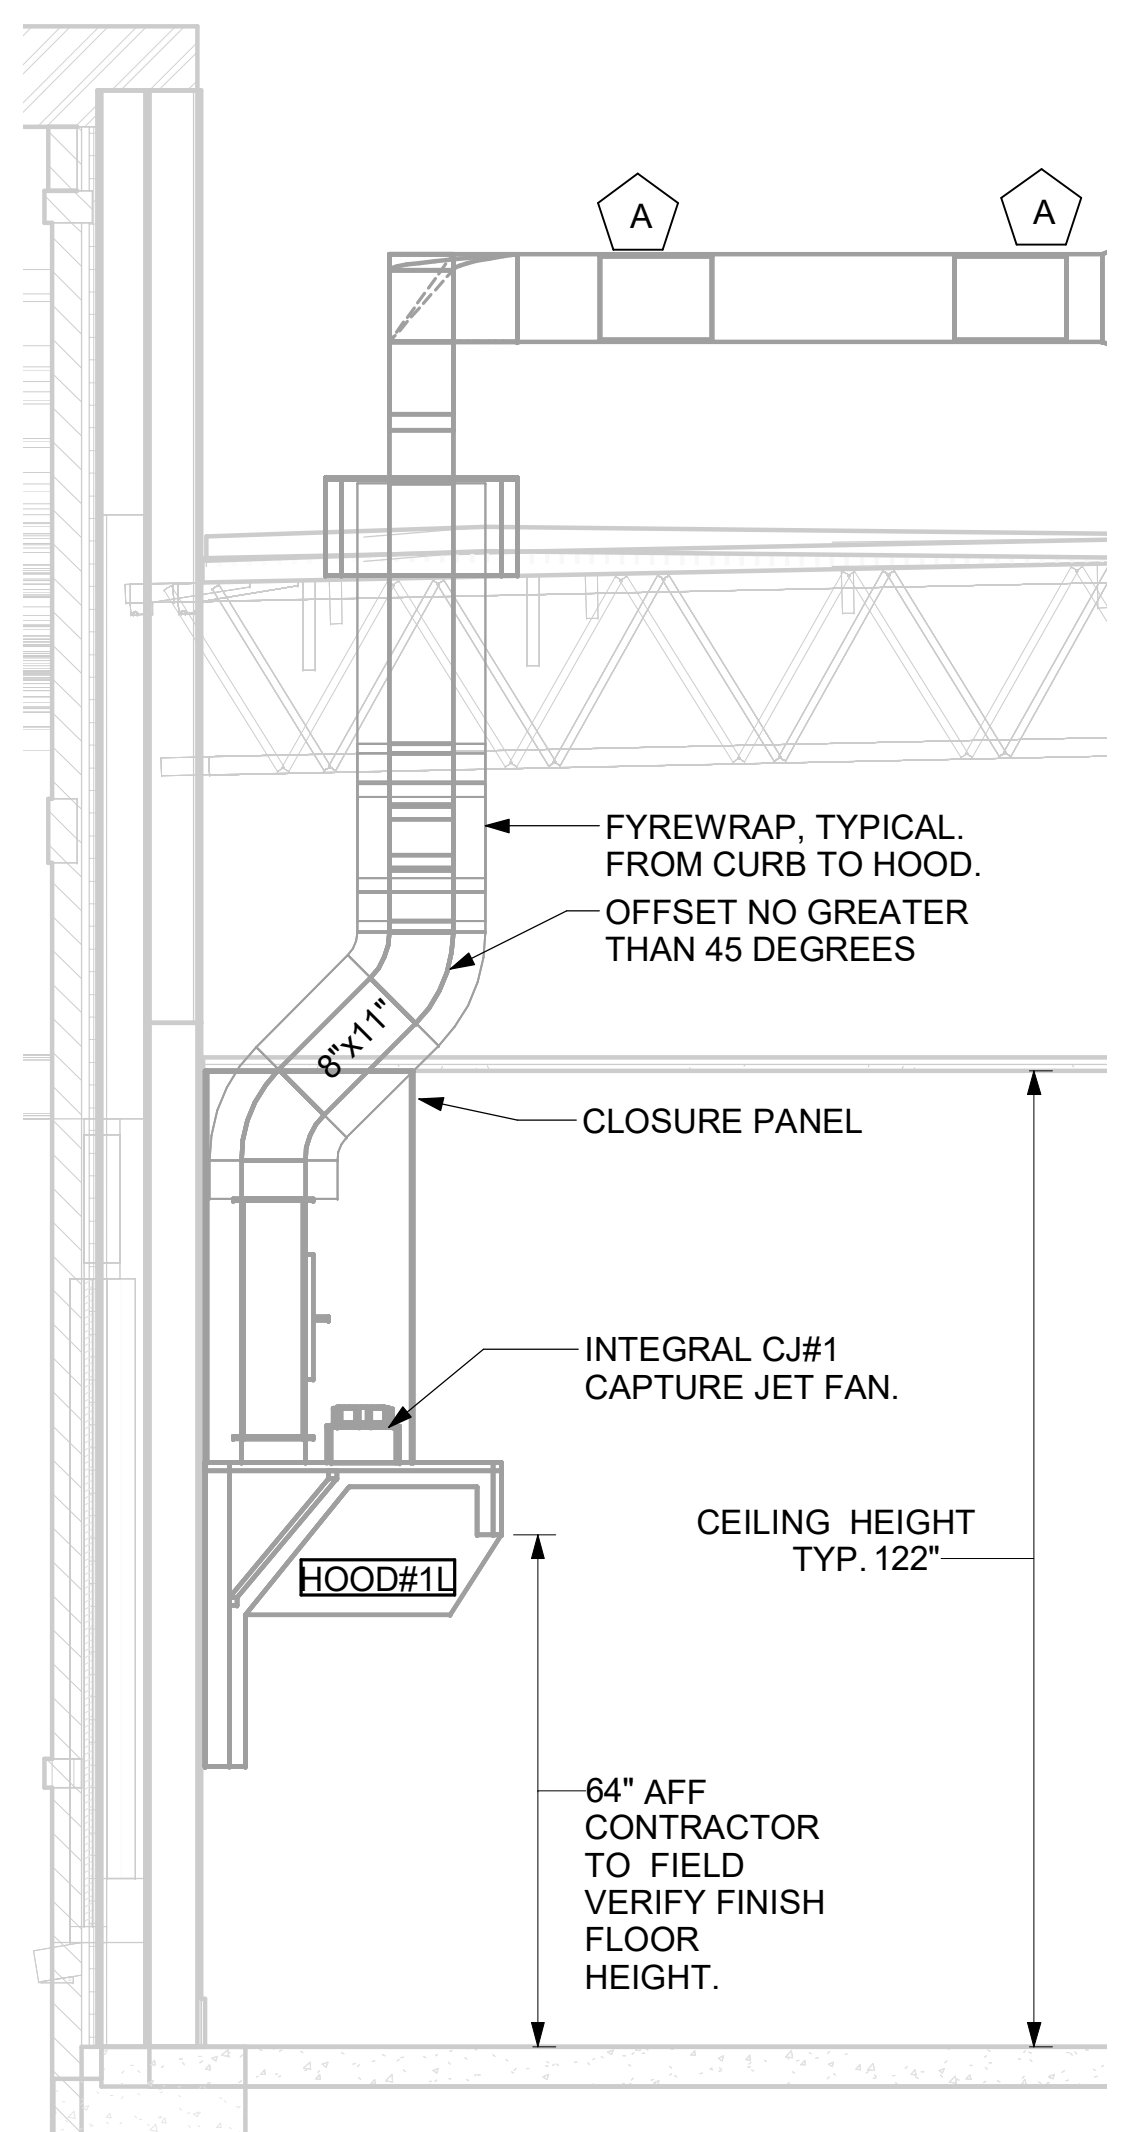 A
A
FYREWRAP, TYPICAL.
FROM CURB TO HOOD.
OFFSET NO GREATER
THAN 45 DEGREES
8"x11"
CLOSURE PANEL
INTEGRAL CJ#1
CAPTURE JET FAN.
CEILING HEIGHT
TYP. 122"
HOOD#1L
64" AFF
CONTRACTOR
TO FIELD
VERIFY FINISH
FLOOR
HEIGHT.